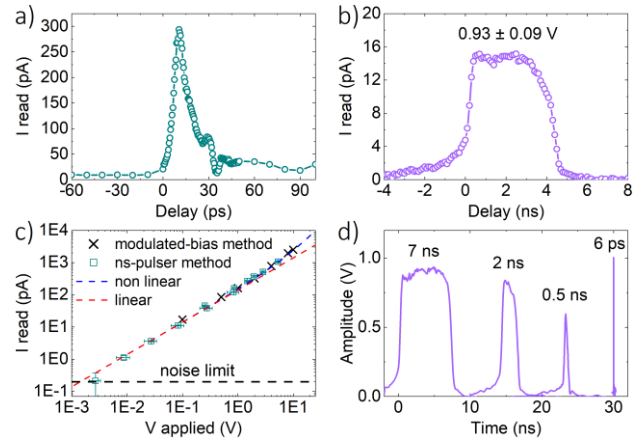 a)
300
250
200
150
100
50
0
I read (pA)
-60 -30 0 30 60 90
Delay (ps)
b)
0.93 ± 0.09 V
20
16
12
8
4
0
I read (pA)
-4 -2 0 2 4 6 8
Delay (ns)
c)
1E4
1E3
1E2
1E1
1E0
1E-1
I read (pA)
modulated-bias method
ns-pulser method
non linear
linear
noise limit
1E-3 1E-2 1E-1 1E0 1E1
V applied (V)
d)
7 ns
2 ns
0.5 ns
6 ps
1.0
0.5
0.0
Amplitude (V)
0 10 20 30
Time (ns)